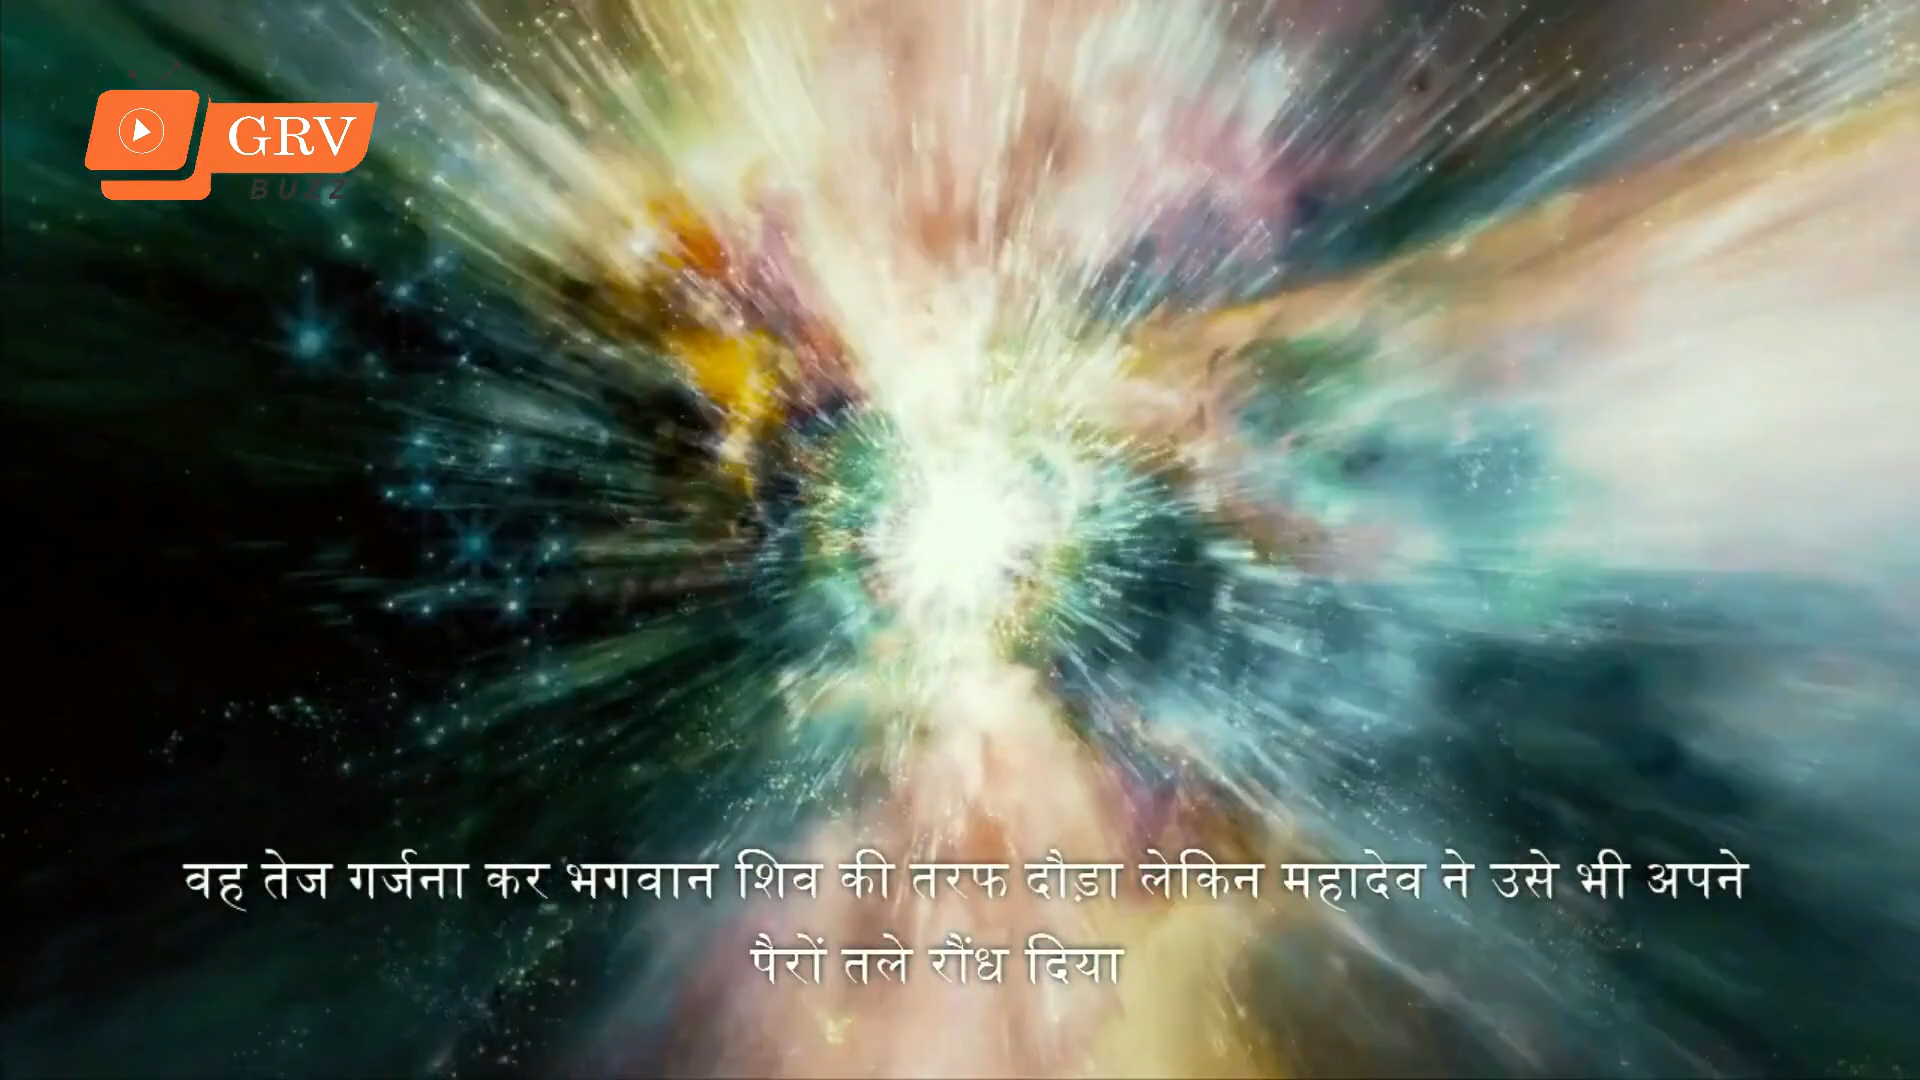 GRV
BUZZ
वह तेज गर्जना कर भगवान शिव की तरफ दौड़ा लेकिन महादेव ने उसे भी अपने
पैरों तले रौंध दिया